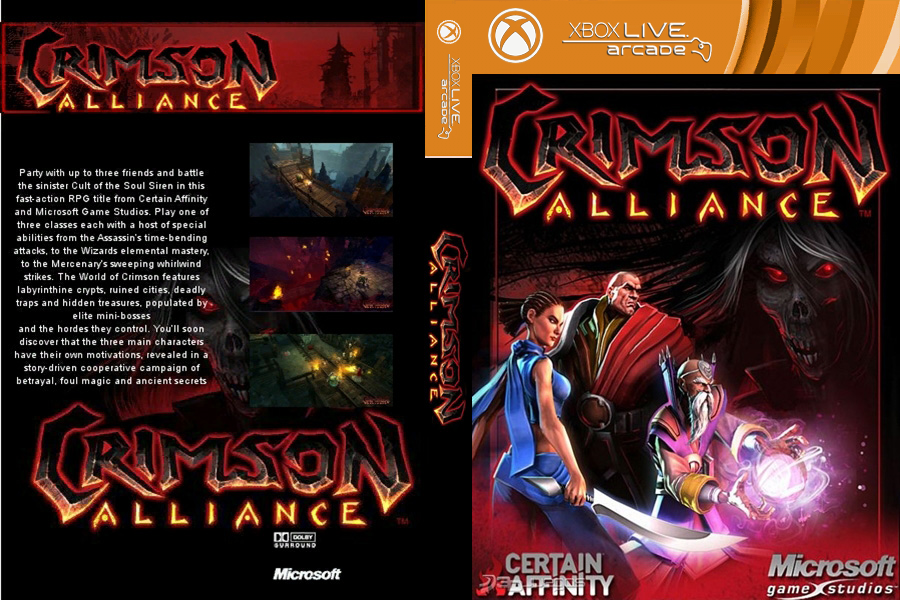 CRIMSON
ALLIANCE
Party with up to three friends and battle
the sinister Cult of the Soul Siren in this
fast-action RPG title from Certain Affinity
and Microsoft Game Studios. Play one of
three classes each with a host of special
abilities from the Assassin's time-bending
attacks, to the Wizards elemental mastery,
to the Mercenary's sweeping whirlwind
strikes. The World of Crimson features
labyrinthine crypts, ruined cities, deadly
traps and hidden treasures, populated by
elite mini-bosses
and the hordes they control. You'll soon
discover that the three main characters
have their own motivations, revealed in a
story-driven cooperative campaign of
betrayal, foul magic and ancient secrets
CRIMSON
ALLIANCE TM
DOLBY
SURROUND
Microsoft
XBOX LIVE
arcade
CRIMSON
ALLIANCE
XBOX LIVE
arcade
CRIMSON
ALLIANCE TM
CERTAIN
AFFINITY
Microsoft
game studios